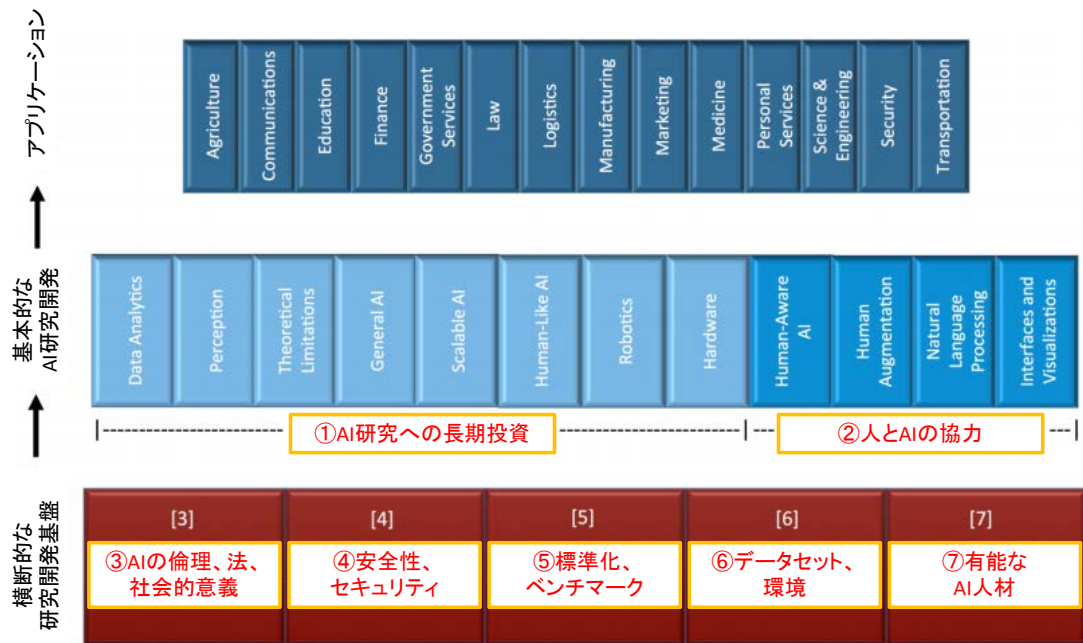 アプリケーション
Agriculture
Communications
Education
Finance
Government
Services
Law
Logistics
Manufacturing
Marketing
Medicine
Personal
Services
Science &
Engineering
Security
Transportation
基本的な
AI研究開発
Data Analytics
Perception
Theoretical
Limitations
General AI
Scalable AI
Human-Like AI
Robotics
Hardware
Human-Aware
AI
Human
Augmentation
Natural
Language
Processing
Interfaces and
Visualizations
①AI研究への長期投資
②人とAIの協力
横断的な
研究開発基盤
[3]
③AIの倫理、法、
社会的意義
[4]
④安全性、
セキュリティ
[5]
⑤標準化、
ベンチマーク
[6]
⑥データセット、
環境
[7]
⑦有能な
AI人材